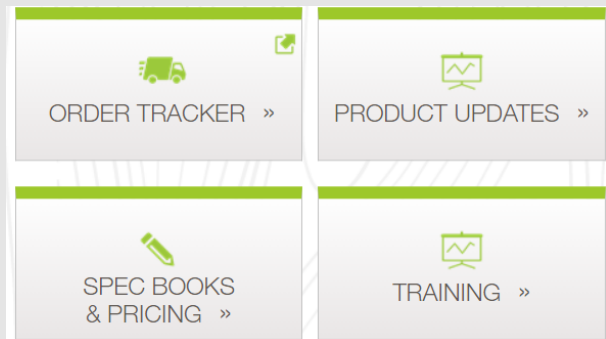 ORDER TRACKER »
PRODUCT UPDATES »
SPEC BOOKS
& PRICING »
TRAINING »